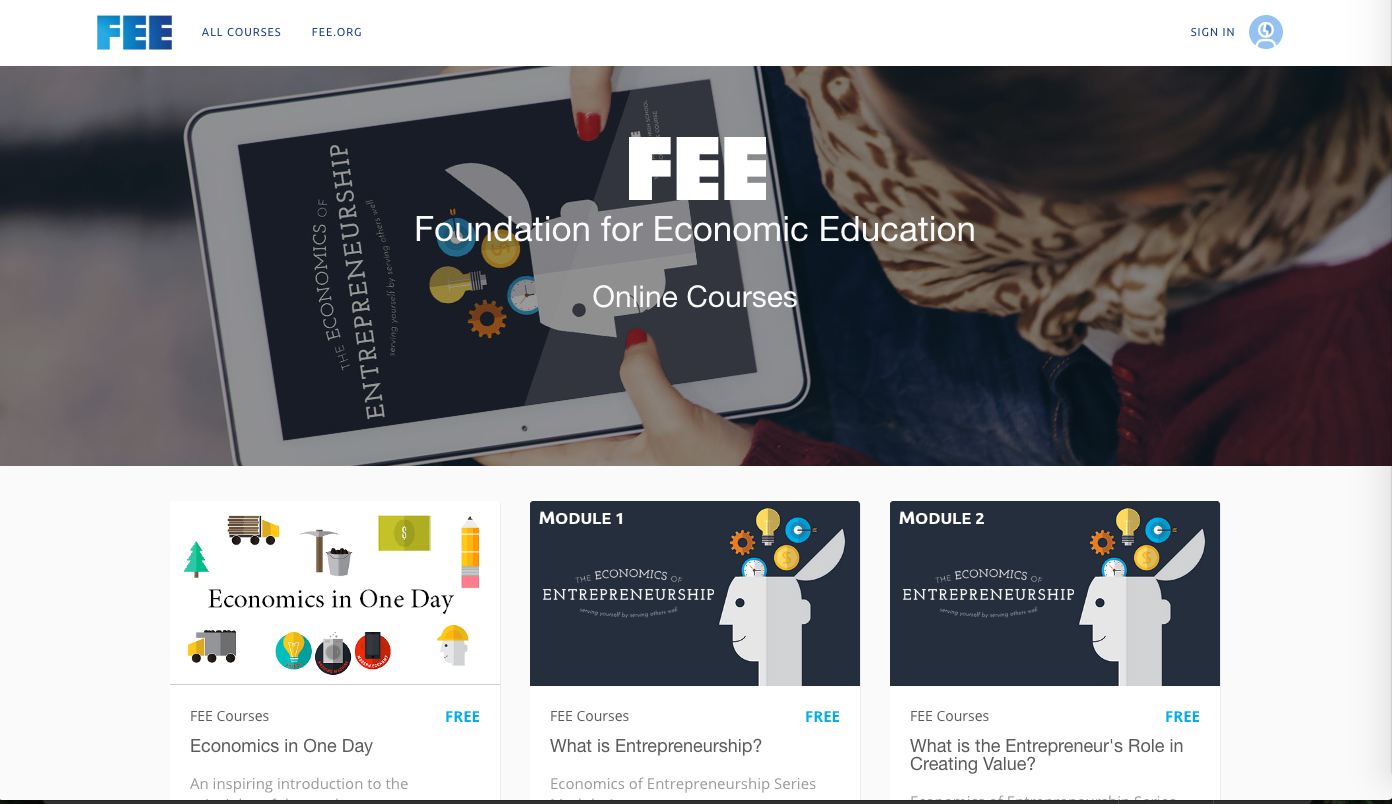 FEE
ALL COURSES
FEE.ORG
SIGN IN
THE ECONOMICS OF
ENTREPRENEURSHIP
serving yourself by serving others well
FEE
Foundation for Economic Education
Online Courses
Economics in One Day
MODULE 1
THE ECONOMICS OF
ENTREPRENEURSHIP
serving yourself by serving others well
MODULE 2
THE ECONOMICS OF
ENTREPRENEURSHIP
serving yourself by serving others well
FEE Courses
FREE
Economics in One Day
An inspiring introduction to the
FEE Courses
FREE
What is Entrepreneurship?
Economics of Entrepreneurship Series
FEE Courses
FREE
What is the Entrepreneur's Role in
Creating Value?